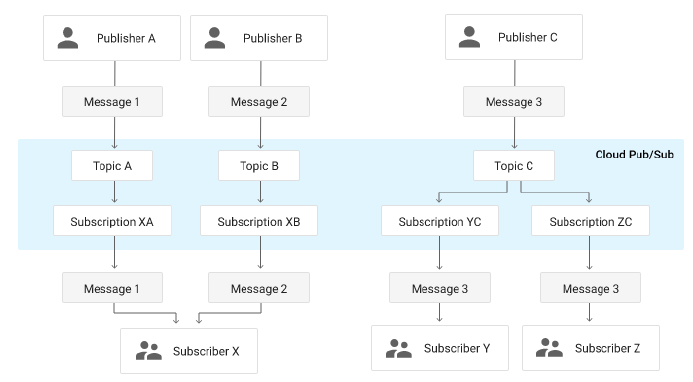 Publisher A
Publisher B
Publisher C
Message 1
Message 2
Message 3
Cloud Pub/Sub
Topic A
Topic B
Topic C
Subscription XA
Subscription XB
Subscription YC
Subscription ZC
Message 1
Message 2
Message 3
Message 3
Subscriber X
Subscriber Y
Subscriber Z